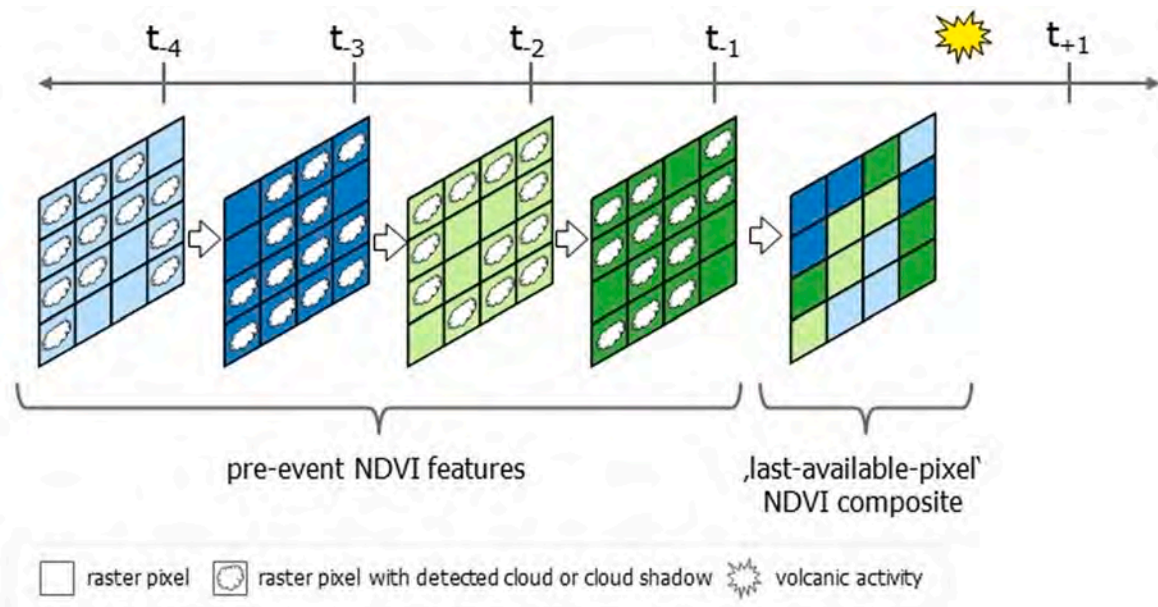 t-4 t-3 t-2 t-1 t+1
pre-event NDVI features
‚last-available-pixel‘
NDVI composite
raster pixel raster pixel with detected cloud or cloud shadow volcanic activity